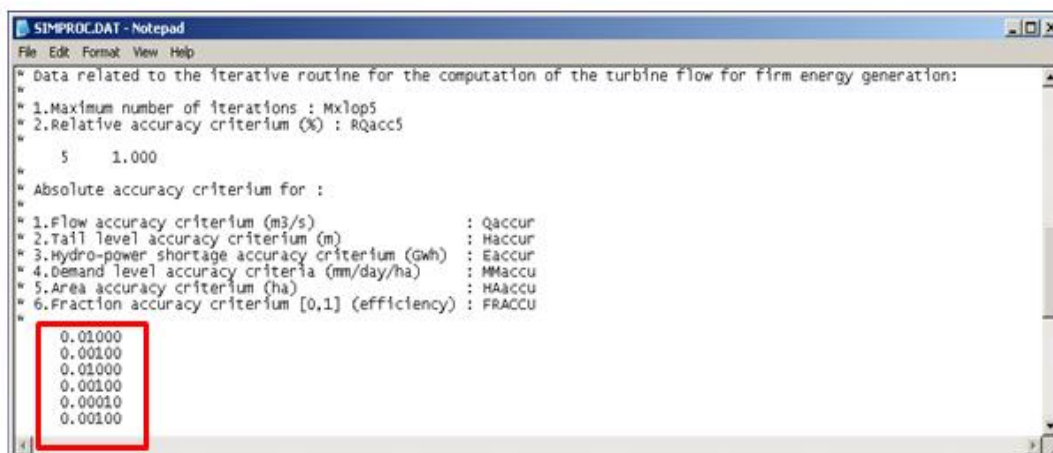 SIMPROC.DAT - Notepad
File Edit Format View Help
* Data related to the iterative routine for the computation of the turbine flow for firm energy generation:
*
* 1.Maximum number of iterations : Mxlop5
* 2.Relative accuracy criterium (%) : RQacc5
*
5 1.000
*
* Absolute accuracy criterium for :
*
* 1.Flow accuracy criterium (m3/s) : Qaccur
* 2.Tail level accuracy criterium (m) : Haccur
* 3.Hydro-power shortage accuracy criterium (GWh) : Eaccur
* 4.Demand level accuracy criteria (mm/day/ha) : MMaccu
* 5.Area accuracy criterium (ha) : HAaccu
* 6.Fraction accuracy criterium [0,1] (efficiency) : FRACCU
*
0.01000
0.00100
0.01000
0.00100
0.00010
0.00100